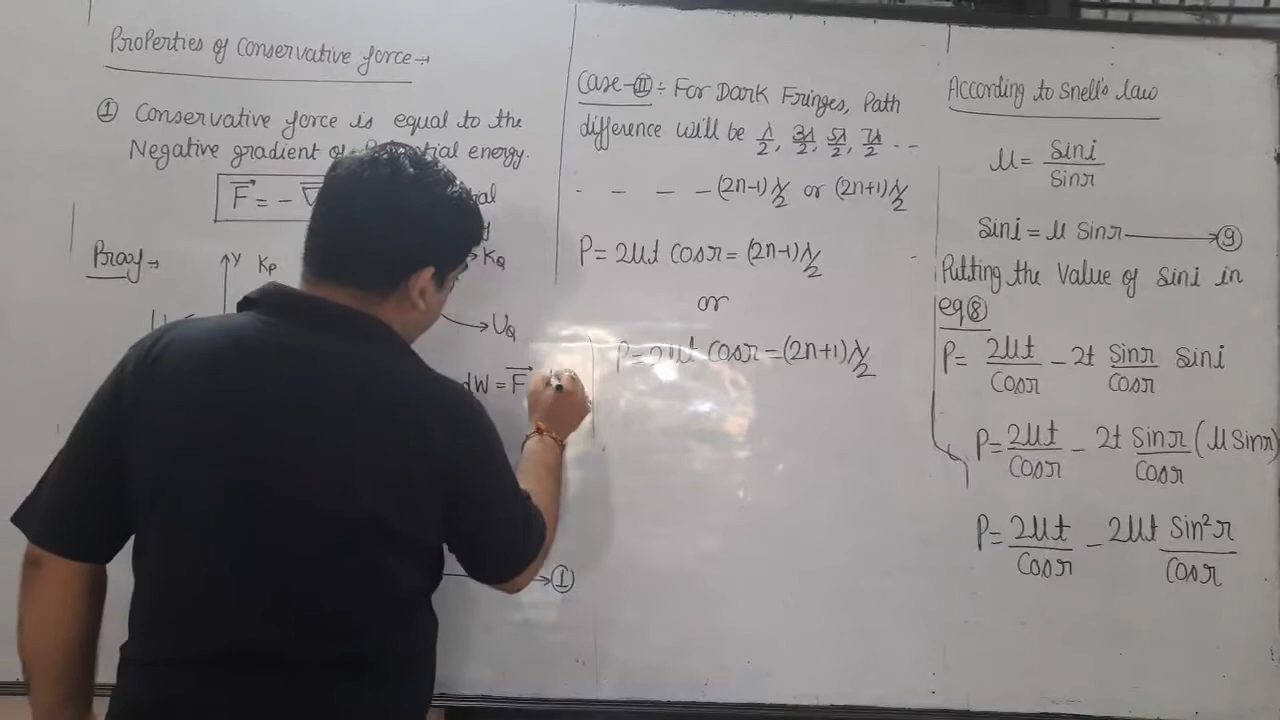 Properties of Conservative force→
① Conservative force is equal to the
Negative gradient of Potential energy.
F⃗ = - ∇
Proof→
Y
Kp
KQ
UQ
dW = F⃗
①
Case-Ⅲ ÷ For Dark Fringes, Path
difference will be λ/2, 3λ/2, 5λ/2, 7λ/2 - -
- - - - (2n-1)λ/2 or (2n+1)λ/2
P = 2μt Cosr = (2n-1)λ/2
or
P = 2μt Cosr = (2n+1)λ/2
According to Snell's law
μ = Sini/Sinr
Sini = μ Sinr → ⑨
Putting the Value of Sini in
eq⑧
P = 2μt/Cosr - 2t Sinr/Cosr Sini
P = 2μt/Cosr - 2t Sinr/Cosr (μ Sinr)
P = 2μt/Cosr - 2μt Sin²r/Cosr